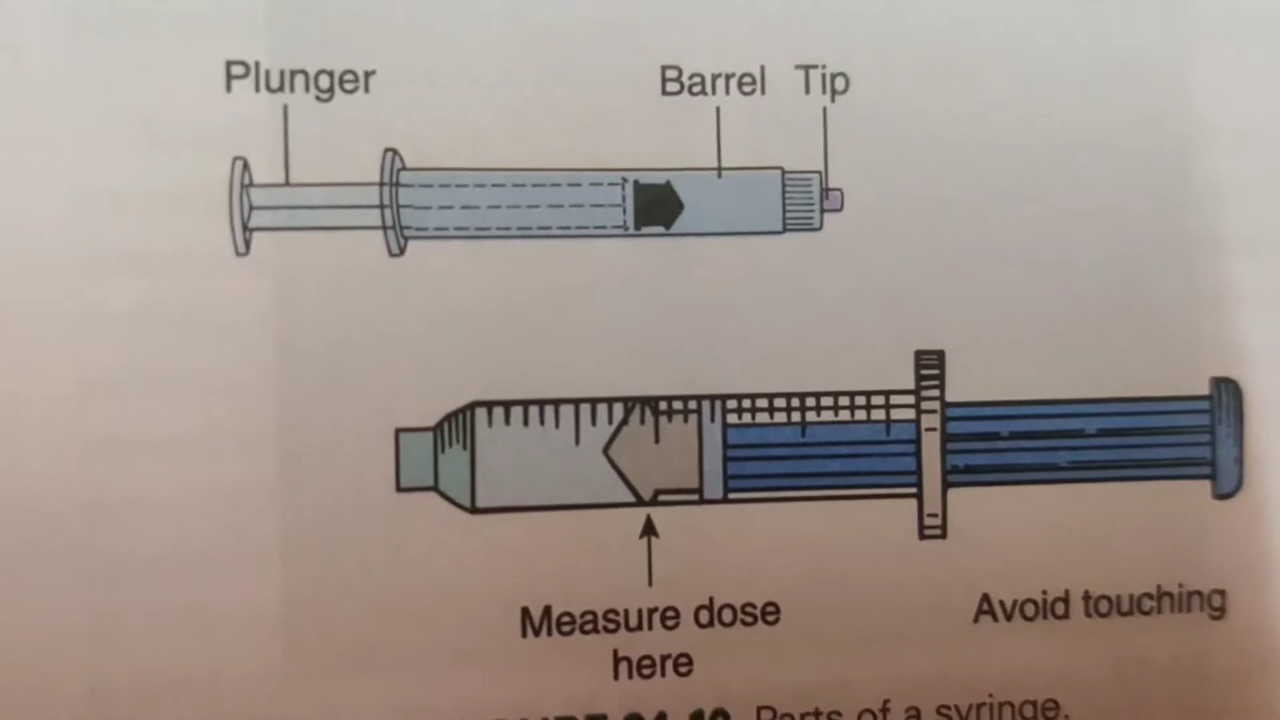 Plunger
Barrel Tip
Measure dose
here
Avoid touching
Parts of a syringe.